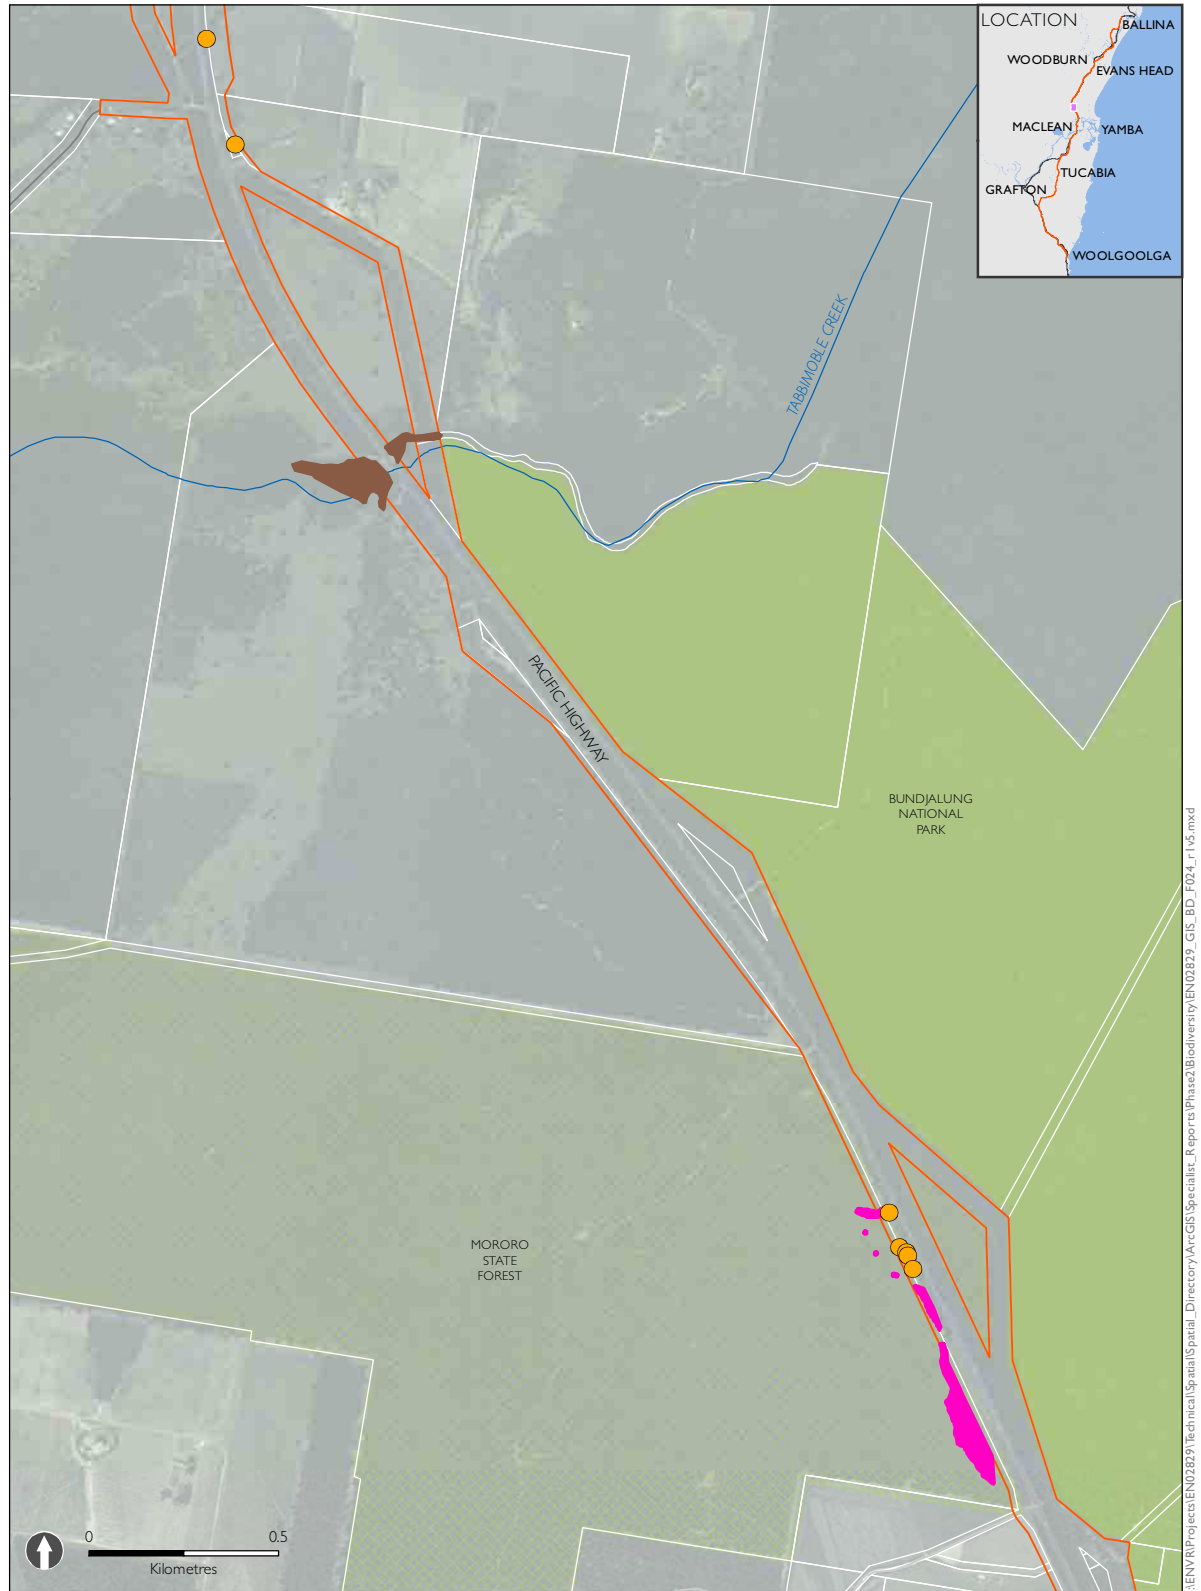 LOCATION
BALLINA
WOODBURN
EVANS HEAD
MACLEAN
YAMBA
TUCABIA
GRAFTON
WOOLGOOLGA
TABBIMOBLE CREEK
PACIFIC HIGHWAY
BUNDJALUNG
NATIONAL
PARK
MORORO
STATE
FOREST
0 0.5
Kilometres
ENVR\Projects\EN02829\Technical\Spatial\Spatial_Directory\ArcGIS\Specialist_Reports\Phase2\Biodiversity\EN02829_GIS_BD_F024_r1v5.mxd